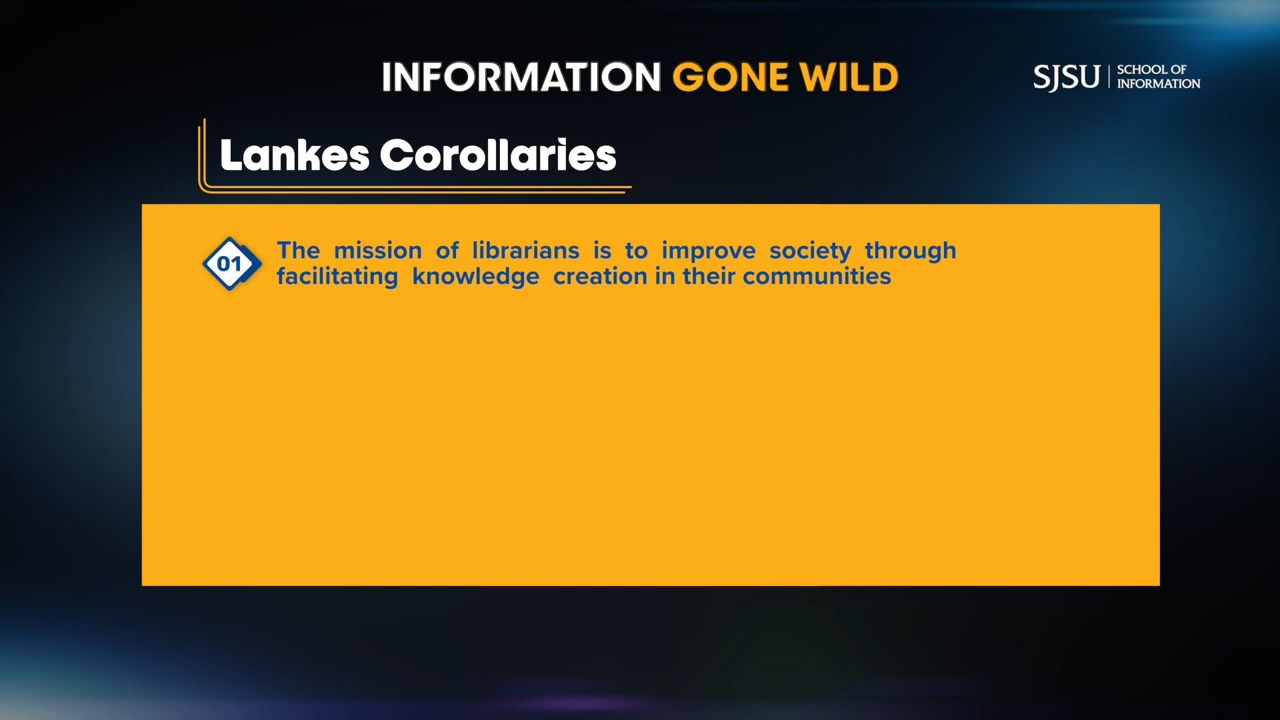 INFORMATION GONE WILD
SJSU | SCHOOL OF
INFORMATION
Lankes Corollaries
01
The mission of librarians is to improve society through
facilitating knowledge creation in their communities